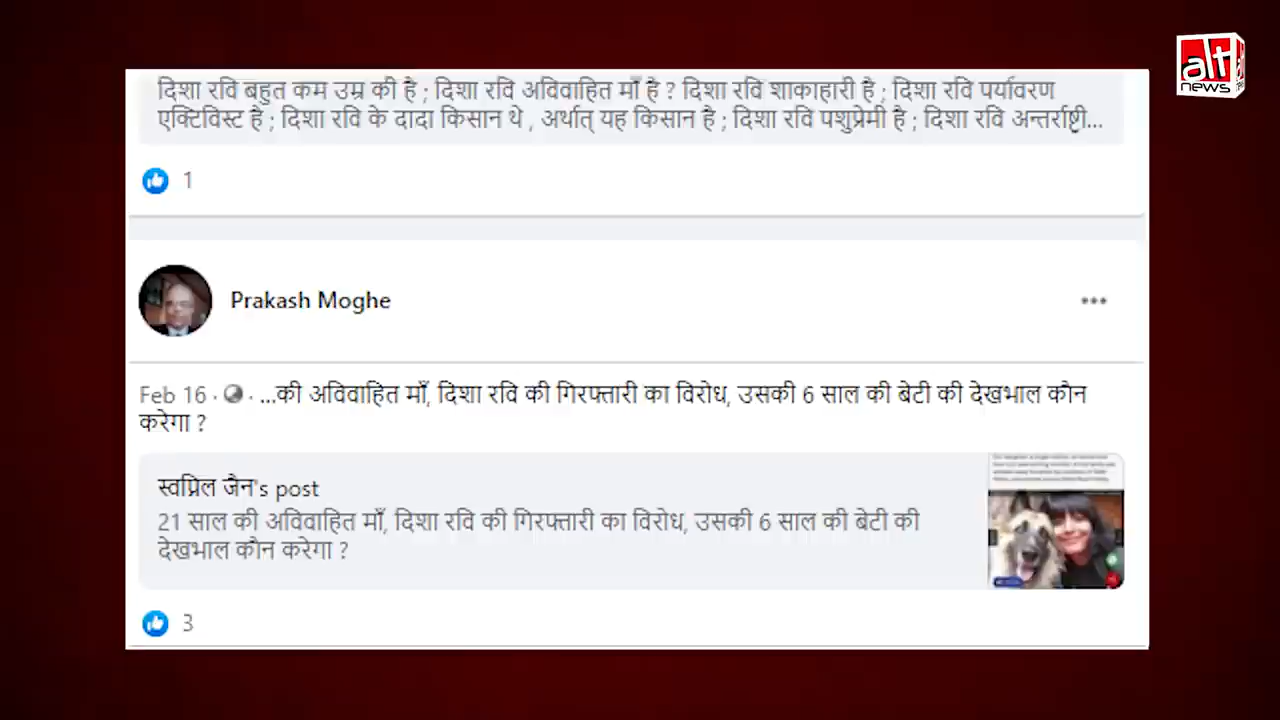 दिशा रवि बहुत कम उम्र की है ; दिशा रवि अविवाहित माँ है ? दिशा रवि शाकाहारी है ; दिशा रवि पर्यावरण
एक्टिविस्ट है ; दिशा रवि के दादा किसान थे , अर्थात् यह किसान है ; दिशा रवि पशुप्रेमी है ; दिशा रवि अन्तर्राष्ट्री...
1
Prakash Moghe
Feb 16 · ...की अविवाहित माँ, दिशा रवि की गिरफ्तारी का विरोध, उसकी 6 साल की बेटी की देखभाल कौन
करेगा ?
स्वप्निल जैन's post
21 साल की अविवाहित माँ, दिशा रवि की गिरफ्तारी का विरोध, उसकी 6 साल की बेटी की
देखभाल कौन करेगा ?
3
alt
news